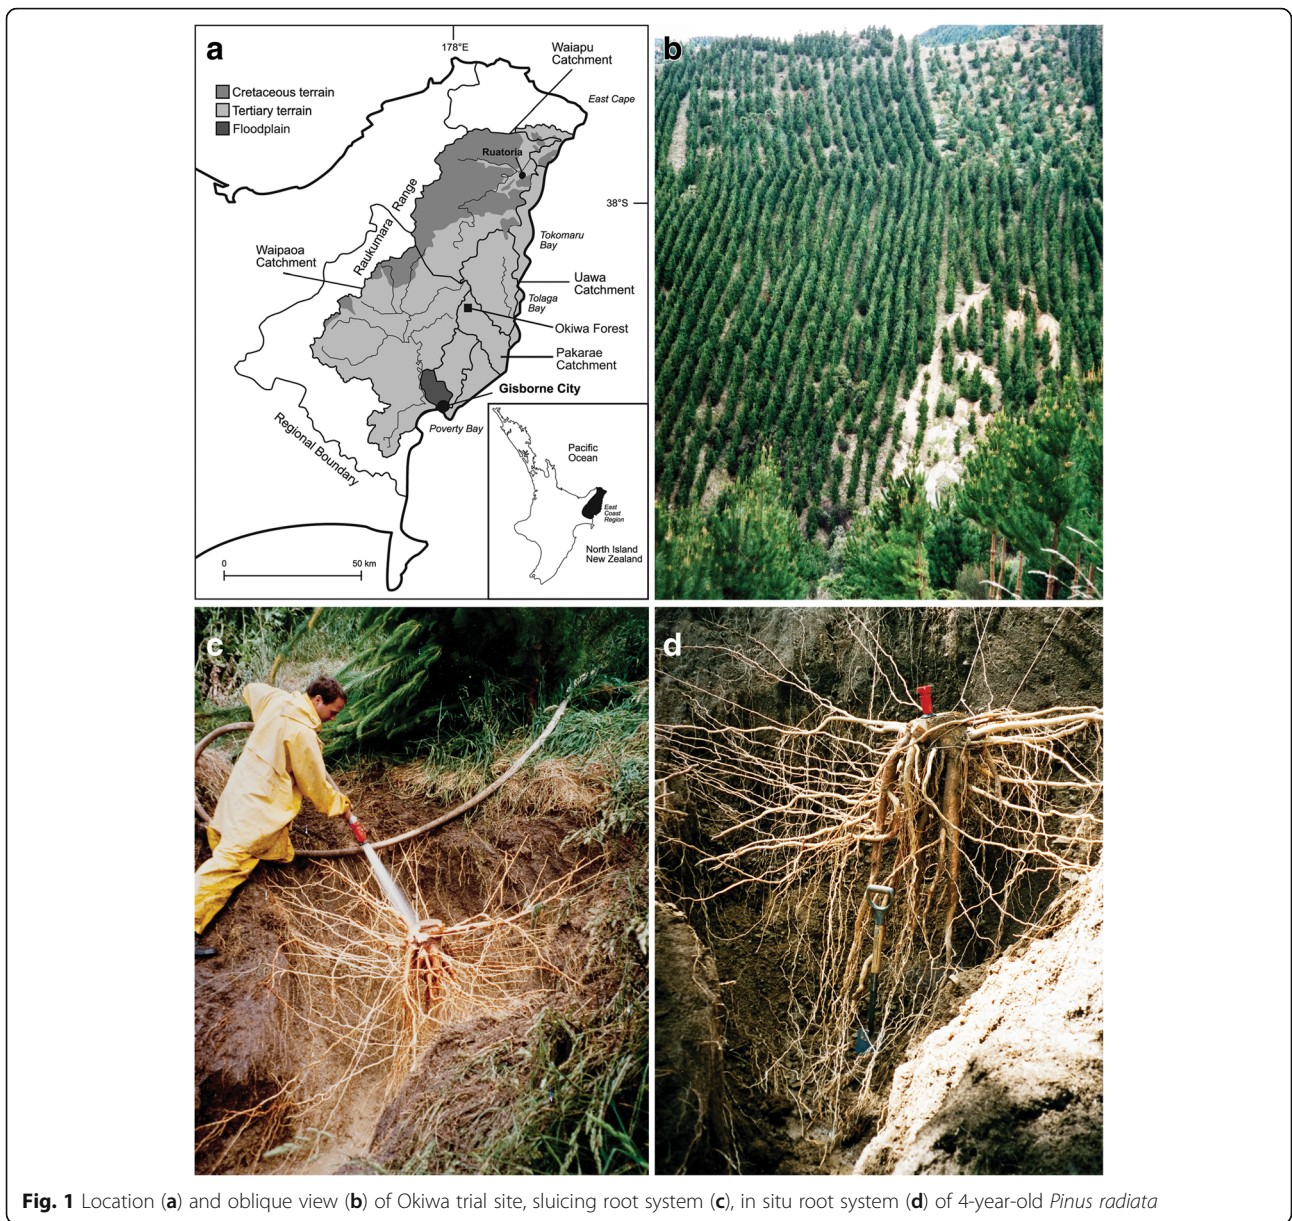 a
178°E
Waiapu
Catchment
Cretaceous terrain
Tertiary terrain
Floodplain
East Cape
Ruatoria
38°S
Raukumara Range
Tokomaru
Bay
Waipaoa
Catchment
Uawa
Catchment
Tolaga
Bay
Okiwa Forest
Pakarae
Catchment
Gisborne City
Poverty Bay
Regional Boundary
Pacific
Ocean
East
Coast
Region
North Island
New Zealand
0
50 km
b
c
d
Fig. 1 Location (a) and oblique view (b) of Okiwa trial site, sluicing root system (c), in situ root system (d) of 4-year-old Pinus radiata